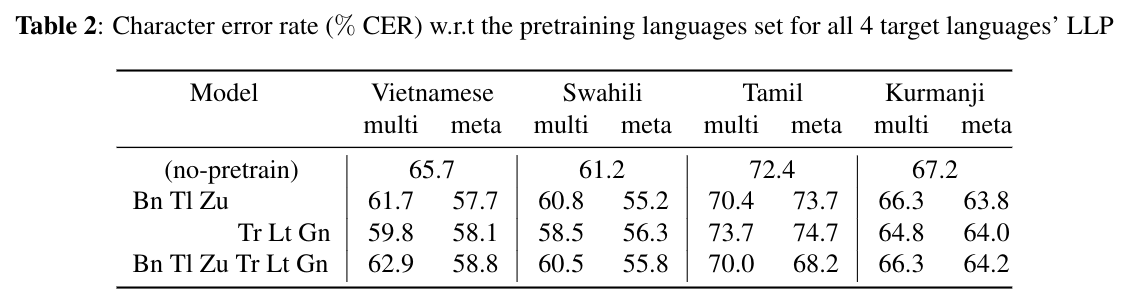 Table 2: Character error rate (% CER) w.r.t the pretraining languages set for all 4 target languages’ LLP
Model Vietnamese Swahili Tamil Kurmanji
multi meta multi meta multi meta multi meta
(no-pretrain) 65.7 61.2 72.4 67.2
Bn Tl Zu 61.7 57.7 60.8 55.2 70.4 73.7 66.3 63.8
Tr Lt Gn 59.8 58.1 58.5 56.3 73.7 74.7 64.8 64.0
Bn Tl Zu Tr Lt Gn 62.9 58.8 60.5 55.8 70.0 68.2 66.3 64.2